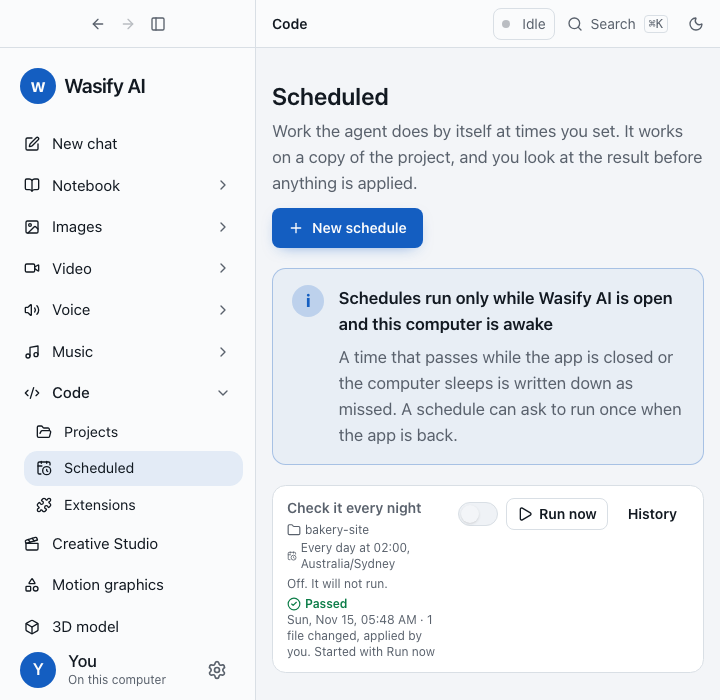 Code
Idle
Search
⌘K
W
Wasify AI
New chat
Notebook
Images
Video
Voice
Music
Code
Projects
Scheduled
Extensions
Creative Studio
Motion graphics
3D model
Y
You
On this computer
Scheduled
Work the agent does by itself at times you set. It works
on a copy of the project, and you look at the result before
anything is applied.
New schedule
Schedules run only while Wasify AI is open
and this computer is awake
A time that passes while the app is closed or
the computer sleeps is written down as
missed. A schedule can ask to run once when
the app is back.
Check it every night
Run now
History
bakery-site
Every day at 02:00,
Australia/Sydney
Off. It will not run.
Passed
Sun, Nov 15, 05:48 AM · 1
file changed, applied by
you. Started with Run now